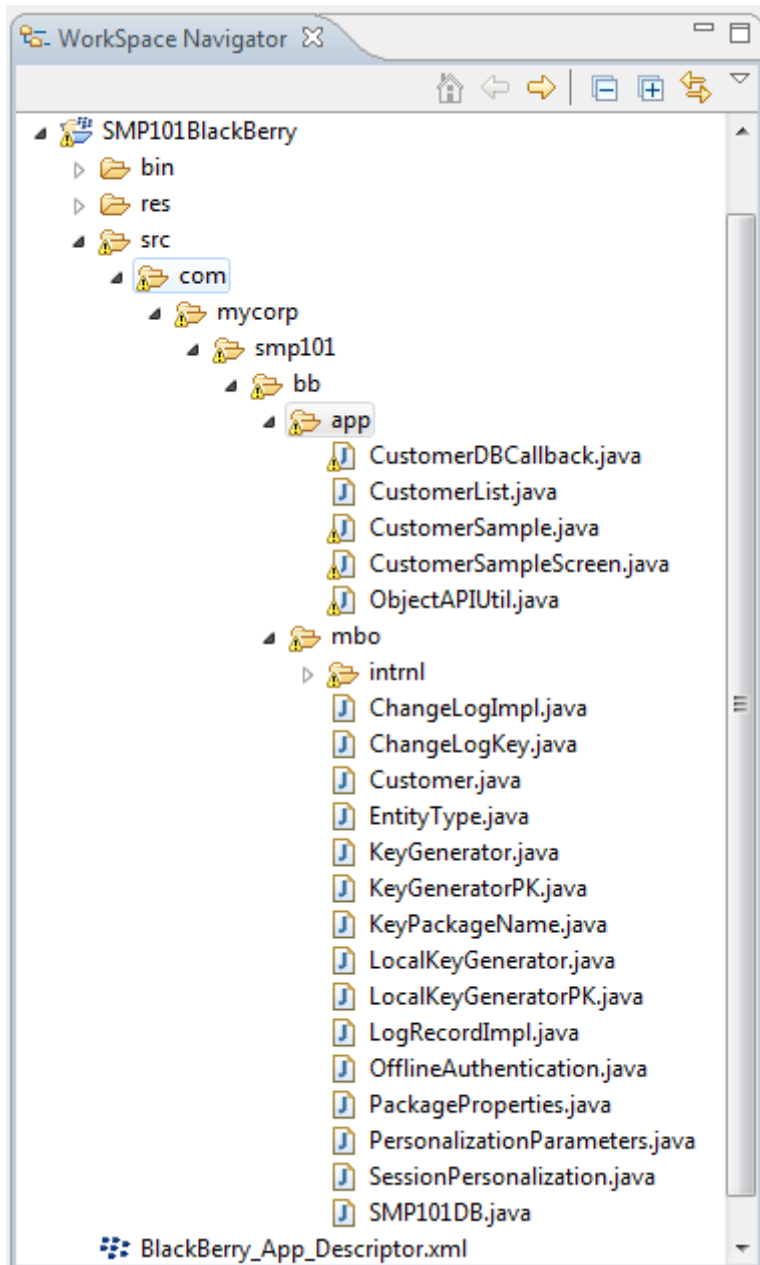 WorkSpace Navigator
SMP101BlackBerry
bin
res
src
com
mycorp
smp101
bb
app
CustomerDBCallback.java
CustomerList.java
CustomerSample.java
CustomerSampleScreen.java
ObjectAPIUtil.java
mbo
intrnl
ChangeLogImpl.java
ChangeLogKey.java
Customer.java
EntityType.java
KeyGenerator.java
KeyGeneratorPK.java
KeyPackageName.java
LocalKeyGenerator.java
LocalKeyGeneratorPK.java
LogRecordImpl.java
OfflineAuthentication.java
PackageProperties.java
PersonalizationParameters.java
SessionPersonalization.java
SMP101DB.java
BlackBerry_App_Descriptor.xml